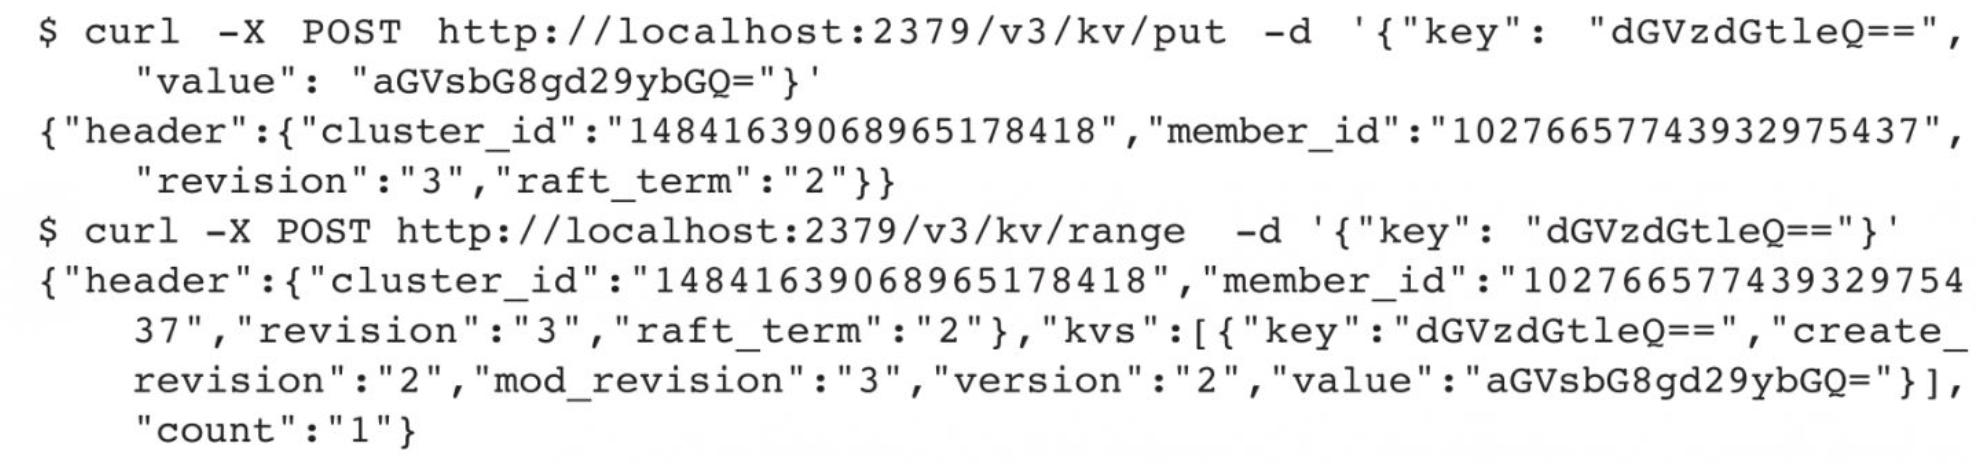 $ curl -X POST http://localhost:2379/v3/kv/put -d '{"key": "dGVzdGtleQ==",
"value": "aGVsbG8gd29ybGQ="}'
{"header":{"cluster_id":"14841639068965178418","member_id":"10276657743932975437",
"revision":"3","raft_term":"2"}}
$ curl -X POST http://localhost:2379/v3/kv/range -d '{"key": "dGVzdGtleQ=="}'
{"header":{"cluster_id":"14841639068965178418","member_id":"102766577439329754
37","revision":"3","raft_term":"2"},"kvs":[{"key":"dGVzdGtleQ==","create_
revision":"2","mod_revision":"3","version":"2","value":"aGVsbG8gd29ybGQ="}],
"count":"1"}